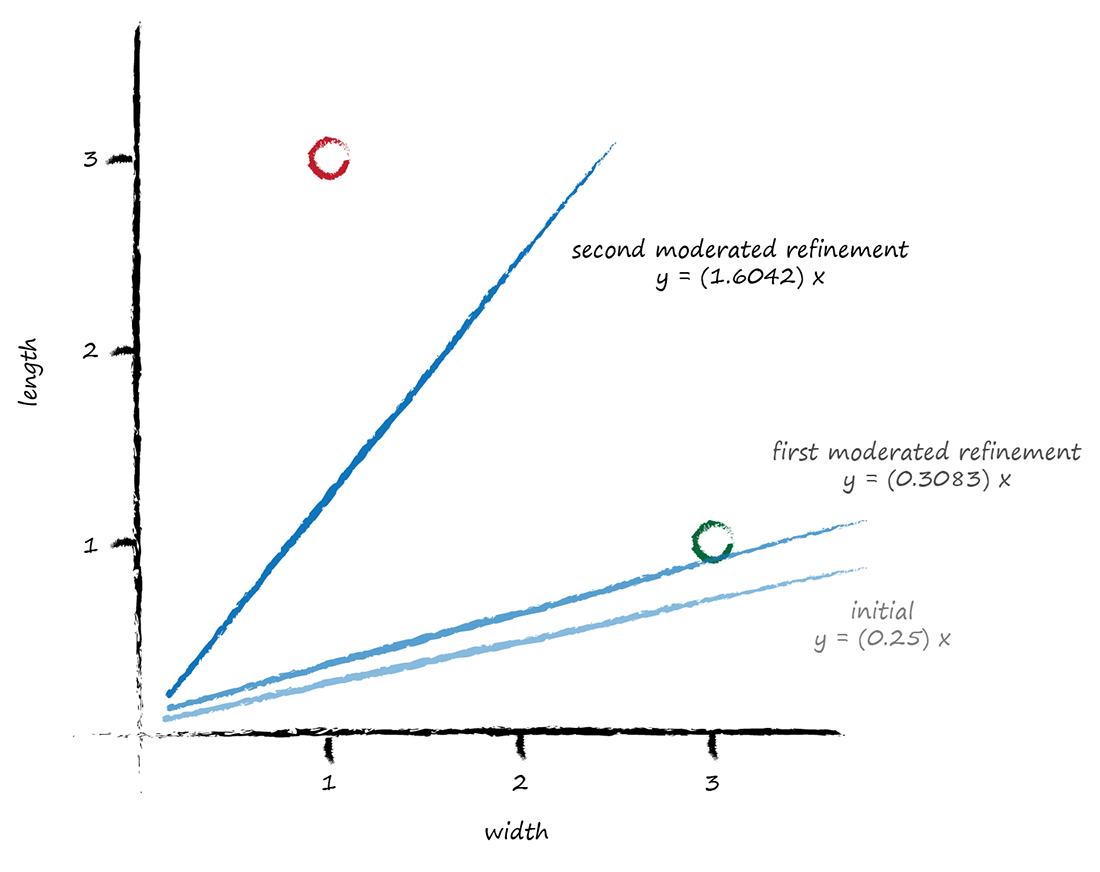 3
second moderated refinement
y = (1.6042) x
2
length
first moderated refinement
y = (0.3083) x
1
initial
y = (0.25) x
1 2 3
width